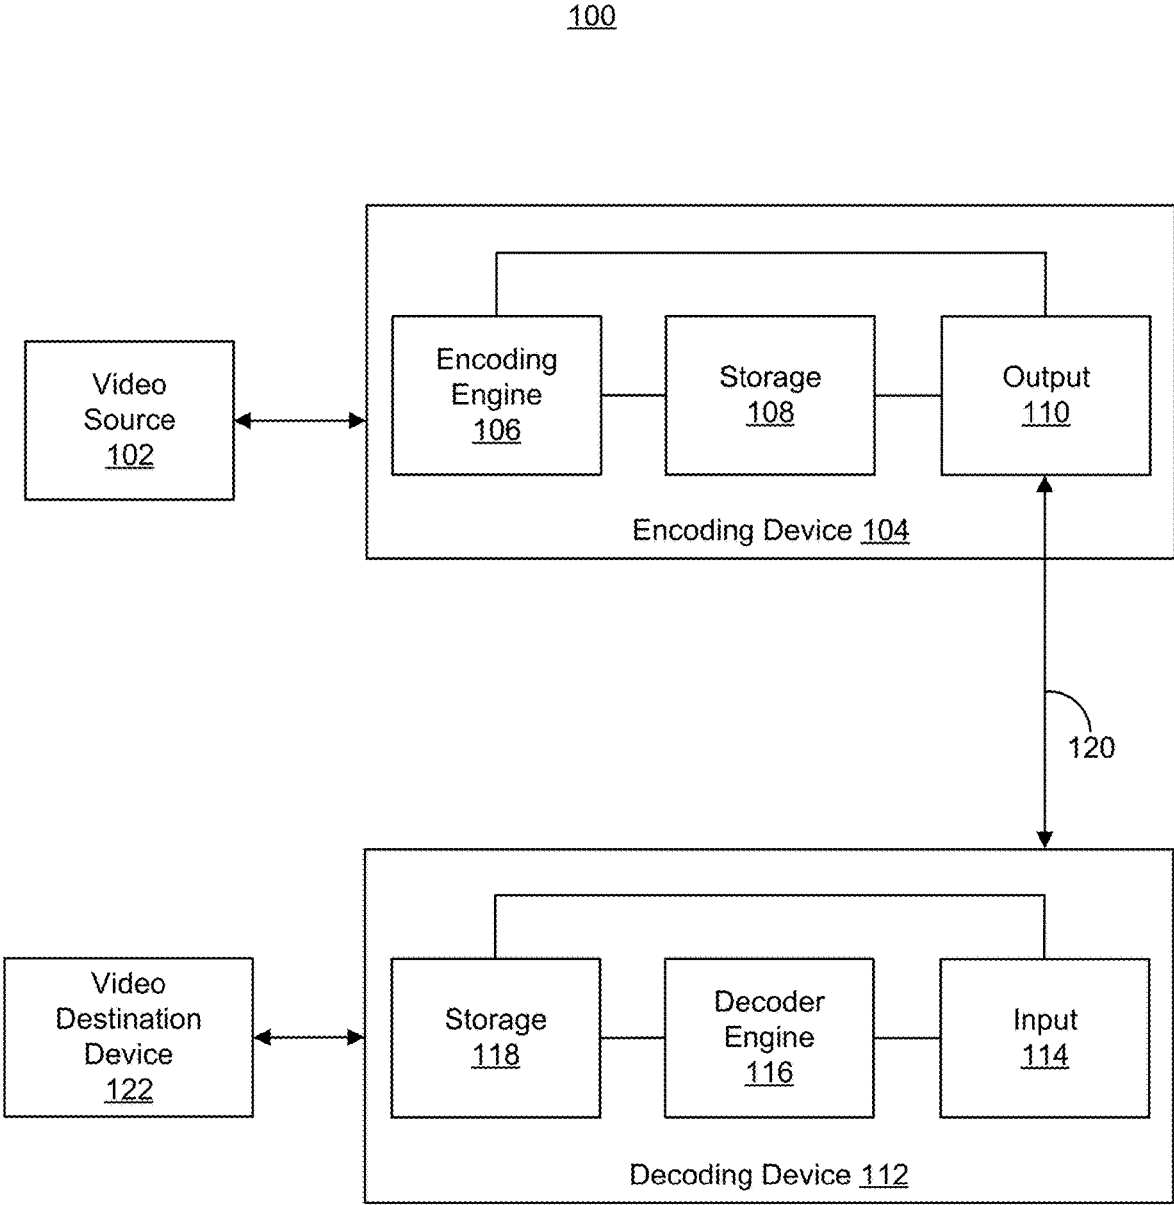 100
Encoding
Engine
106
Storage
108
Output
110
Video
Source
102
Encoding Device 104
120
Video
Destination
Device
122
Storage
118
Decoder
Engine
116
Input
114
Decoding Device 112